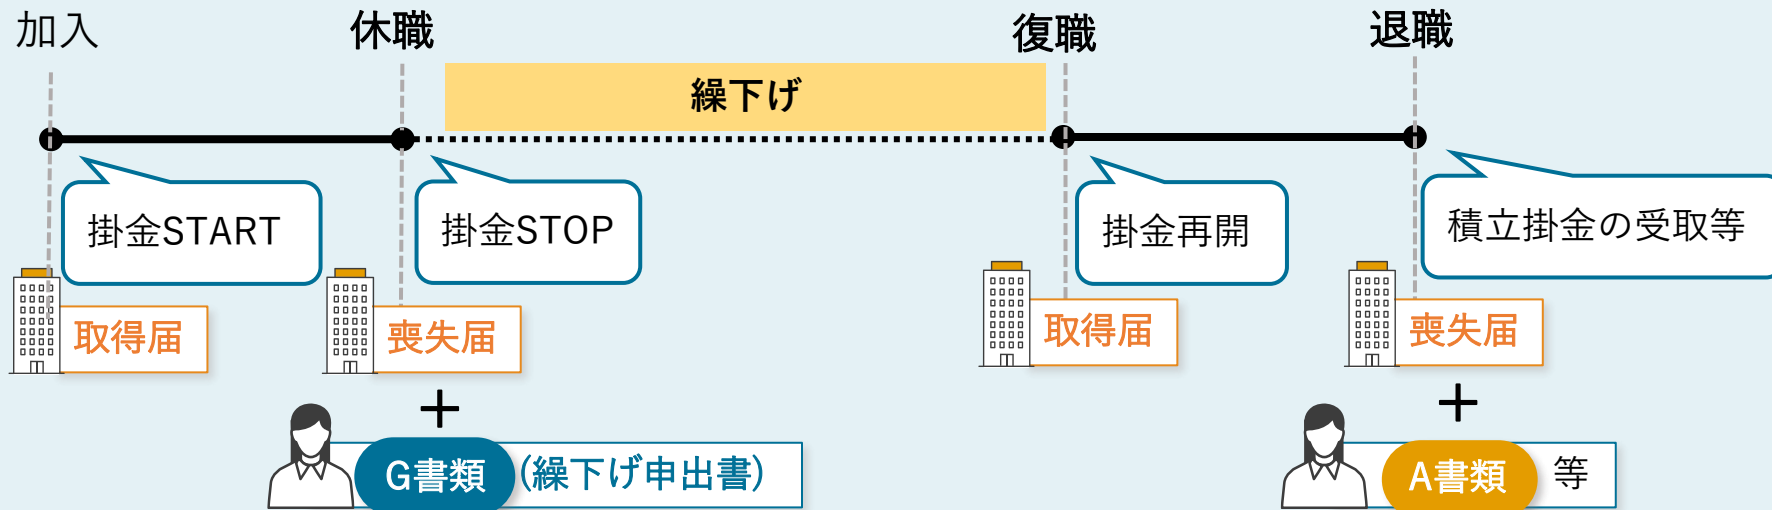 加入
休職
復職
退職
繰下げ
掛金START
掛金STOP
掛金再開
積立掛金の受取等
取得届
喪失届
取得届
喪失届
＋
＋
G書類 (繰下げ申出書)
A書類 等